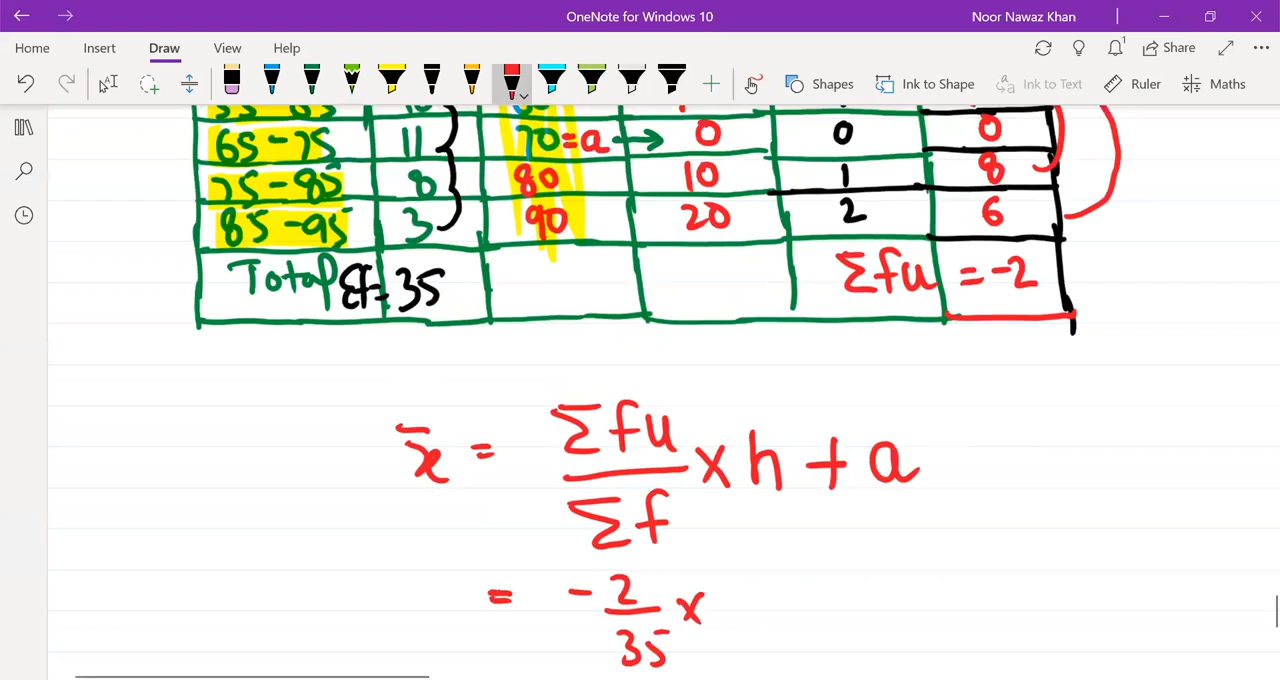 OneNote for Windows 10
Noor Nawaz Khan
Home Insert Draw View Help
Share
Shapes Ink to Shape Ink to Text Ruler Maths
65-75 11 70=a → 0 0 0
75-85 8 80 10 1 8
85-95 3 90 20 2 6
Total Σf=35 Σfu = -2
x̄ = Σfu/Σf × h + a
= -2/35 ×